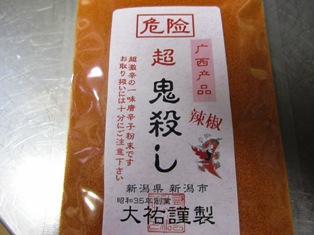 危险
广西产品
超
鬼殺し
辣椒
超激辛の一味唐辛子粉末です
お取り扱いには十分にご注意下さい
新潟県 新潟市
昭和35年創業
大祐謹製